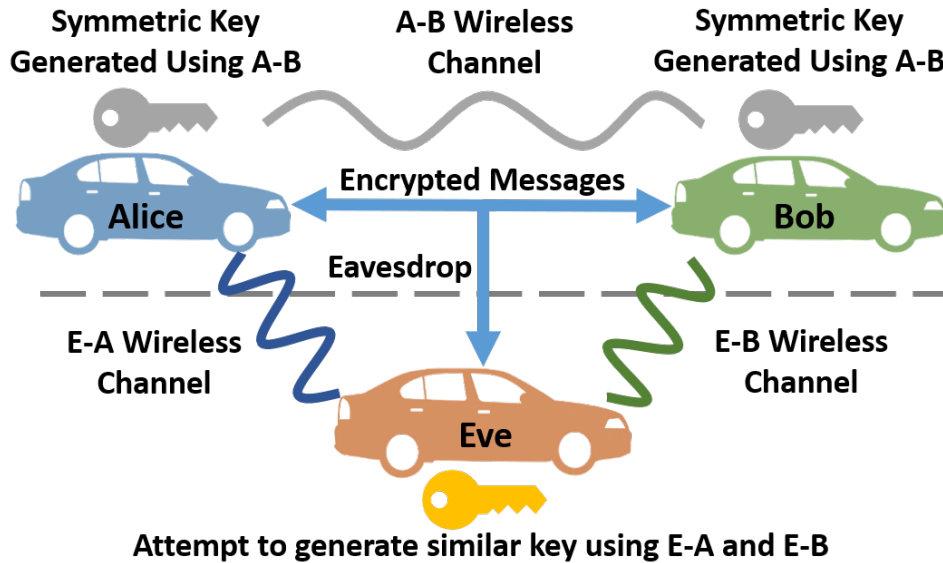 Symmetric Key
Generated Using A-B
A-B Wireless
Channel
Symmetric Key
Generated Using A-B
Encrypted Messages
Alice
Bob
Eavesdrop
E-A Wireless
Channel
E-B Wireless
Channel
Eve
Attempt to generate similar key using E-A and E-B